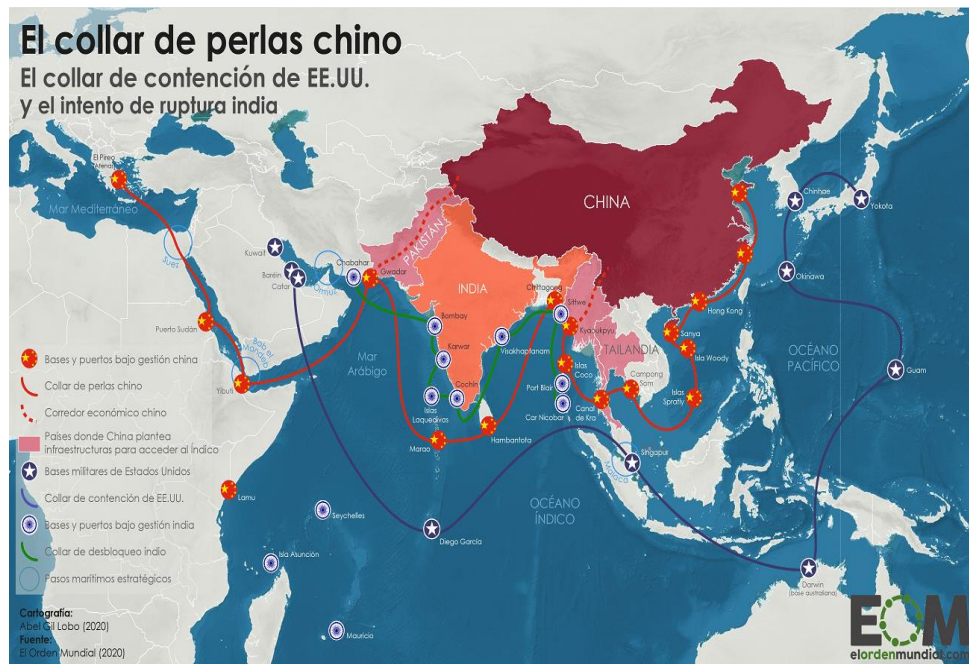 El collar de perlas chino
El collar de contención de EE.UU.
y el intento de ruptura india
El Pireo
(Atenas)
Mar Mediterráneo
Suez
Kuwait
Baréin
Catar
Ormuz
Chabahar
Gwadar
PAKISTÁN
CHINA
INDIA
Chinhae
Yokota
Okinawa
Puerto Sudán
Bab el
Mandeb
Yibuti
Mar
Arábigo
Bombay
Karwar
Cochín
Islas
Laquedivas
Visakhaptanam
Chittagong
Sittwe
Kyaoukpyu
TAILANDIA
Islas
Coco
Port Blair
Car Nicobar
Canal
de Kra
Campong
Som
Hong Kong
Sanya
Isla Woody
Islas
Spratly
OCÉANO
PACÍFICO
Guam
Marao
Hambantota
Malaca
Singapur
OCÉANO
ÍNDICO
Lamu
Seychelles
Diego García
Isla Asunción
Mauricio
Darwin
(base australiana)
Bases y puertos bajo gestión china
Collar de perlas chino
Corredor económico chino
Países donde China plantea
infraestructuras para acceder al Índico
Bases militares de Estados Unidos
Collar de contención de EE.UU.
Bases y puertos bajo gestión india
Collar de desbloqueo indio
Pasos marítimos estratégicos
Cartografía:
Abel Gil Lobo (2020)
Fuente:
El Orden Mundial (2020)
EOM
elordenmundial.com